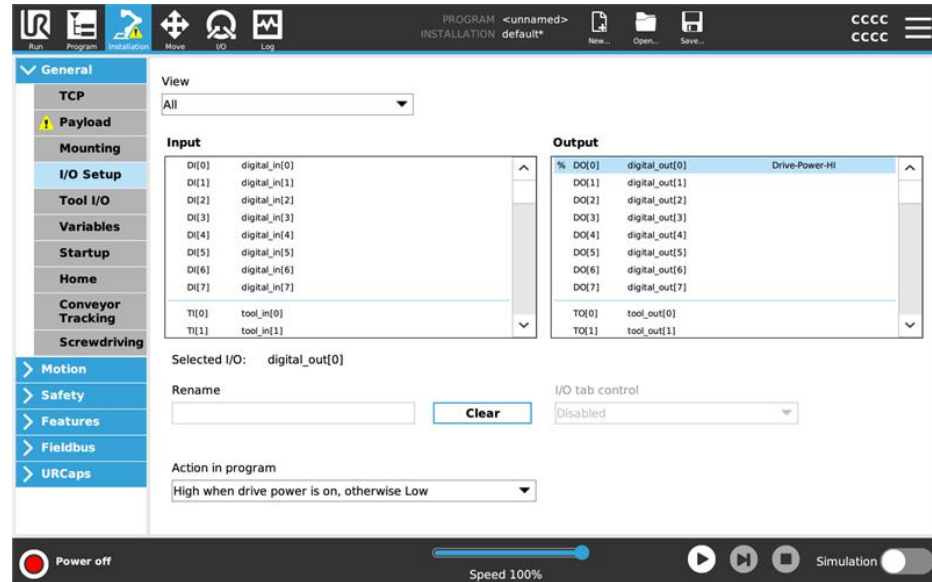 UR
Run
Program
Installation
Move
I/O
Log
PROGRAM <unnamed>
INSTALLATION default*
New...
Open...
Save...
cccc
cccc
General
TCP
Payload
Mounting
I/O Setup
Tool I/O
Variables
Startup
Home
Conveyor
Tracking
Screwdriving
Motion
Safety
Features
Fieldbus
URCaps
View
All
Input
DI[0] digital_in[0]
DI[1] digital_in[1]
DI[2] digital_in[2]
DI[3] digital_in[3]
DI[4] digital_in[4]
DI[5] digital_in[5]
DI[6] digital_in[6]
DI[7] digital_in[7]
TI[0] tool_in[0]
TI[1] tool_in[1]
Output
% DO[0] digital_out[0] Drive-Power-HI
DO[1] digital_out[1]
DO[2] digital_out[2]
DO[3] digital_out[3]
DO[4] digital_out[4]
DO[5] digital_out[5]
DO[6] digital_out[6]
DO[7] digital_out[7]
TO[0] tool_out[0]
TO[1] tool_out[1]
Selected I/O: digital_out[0]
Rename
Clear
I/O tab control
Disabled
Action in program
High when drive power is on, otherwise Low
Power off
Speed 100%
Simulation